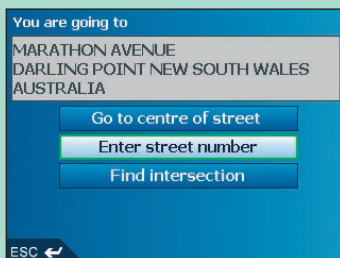 You are going to
MARATHON AVENUE
DARLING POINT NEW SOUTH WALES
AUSTRALIA
Go to centre of street
Enter street number
Find intersection
ESC